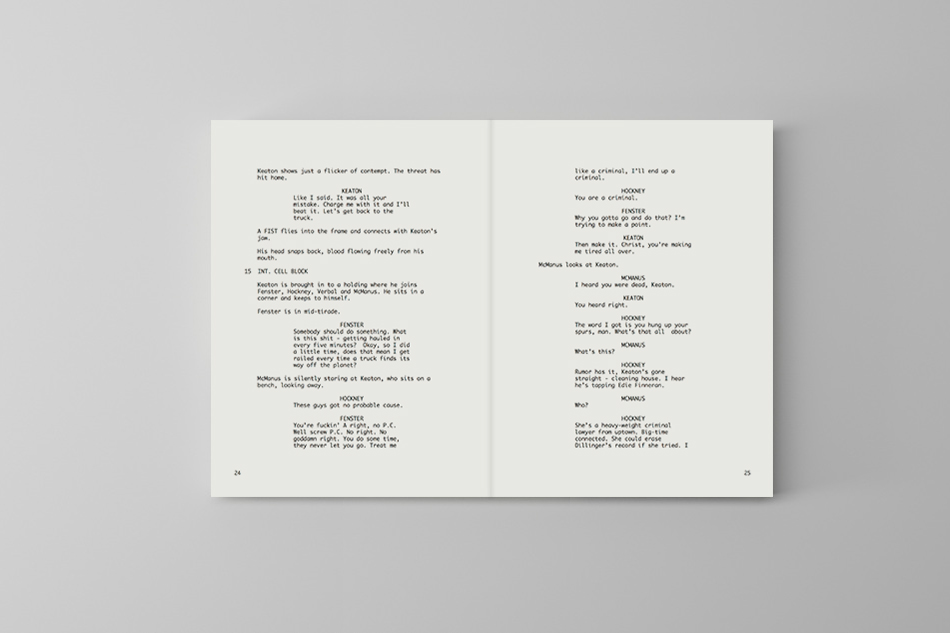 Keaton shows just a flicker of contempt. The threat has
hit home.
KEATON
Like I said. It was all your
mistake. Charge me with it and I'll
beat it. Let's get back to the
truck.
A FIST flies into the frame and connects with Keaton's
jaw.
His head snaps back, blood flowing freely from his
mouth.
15 INT. CELL BLOCK
Keaton is brought in to a holding where he joins
Fenster, Hockney, Verbal and McManus. He sits in a
corner and keeps to himself.
Fenster is in mid-tirade.
FENSTER
Somebody should do something. What
is this shit - getting hauled in
every five minutes? Okay, so I did
a little time, does that mean I get
railed every time a truck finds its
way off the planet?
McManus is silently staring at Keaton, who sits on a
bench, looking away.
HOCKNEY
These guys got no probable cause.
FENSTER
You're fuckin' A right, no P.C.
Well screw P.C. No right. No
goddamn right. You do some time,
they never let you go. Treat me
24
like a criminal, I'll end up a
criminal.
HOCKNEY
You are a criminal.
FENSTER
Why you gotta go and do that? I'm
trying to make a point.
KEATON
Then make it. Christ, you're making
me tired all over.
McManus looks at Keaton.
MCMANUS
I heard you were dead, Keaton.
KEATON
You heard right.
HOCKNEY
The word I got is you hung up your
spurs, man. What's that all about?
MCMANUS
What's this?
HOCKNEY
Rumor has it, Keaton's gone
straight - cleaning house. I hear
he's tapping Edie Finneran.
MCMANUS
Who?
HOCKNEY
She's a heavy-weight criminal
lawyer from uptown. Big-time
connected. She could erase
Dillinger's record if she tried. I
25